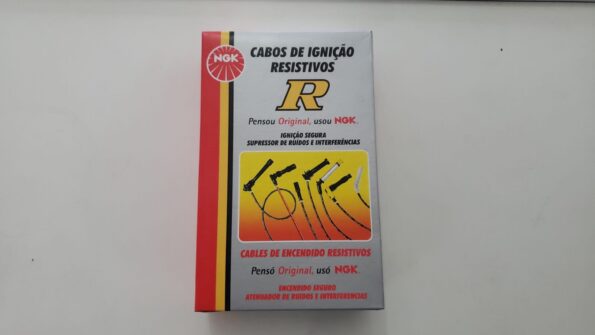 NGK
CABOS DE IGNIÇÃO
RESISTIVOS
R
Pensou Original, usou NGK.
IGNIÇÃO SEGURA
SUPRESSOR DE RUÍDOS E INTERFERÊNCIAS
CABLES DE ENCENDIDO RESISTIVOS
Pensó Original, usó NGK.
ENCENDIDO SEGURO
ATENUADOR DE RUIDOS E INTERFERENCIAS